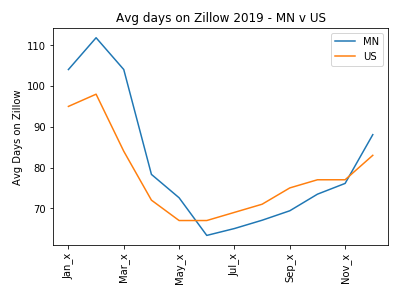 Avg days on Zillow 2019 - MN v US
MN
US
Avg Days on Zillow
110
100
90
80
70
Jan_x
Mar_x
May_x
Jul_x
Sep_x
Nov_x